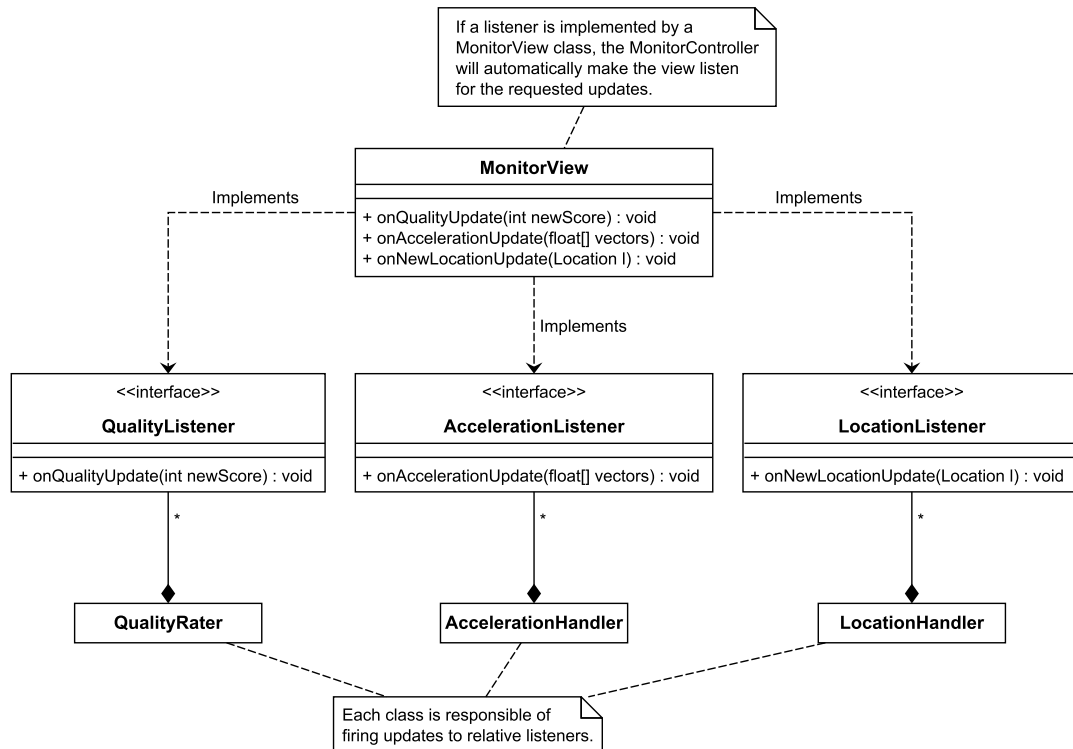 If a listener is implemented by a
MonitorView class, the MonitorController
will automatically make the view listen
for the requested updates.
MonitorView
+ onQualityUpdate(int newScore) : void
+ onAccelerationUpdate(float[] vectors) : void
+ onNewLocationUpdate(Location l) : void
Implements
Implements
Implements
<<interface>>
QualityListener
+ onQualityUpdate(int newScore) : void
<<interface>>
AccelerationListener
+ onAccelerationUpdate(float[] vectors) : void
<<interface>>
LocationListener
+ onNewLocationUpdate(Location l) : void
*
*
*
QualityRater
AccelerationHandler
LocationHandler
Each class is responsible of
firing updates to relative listeners.